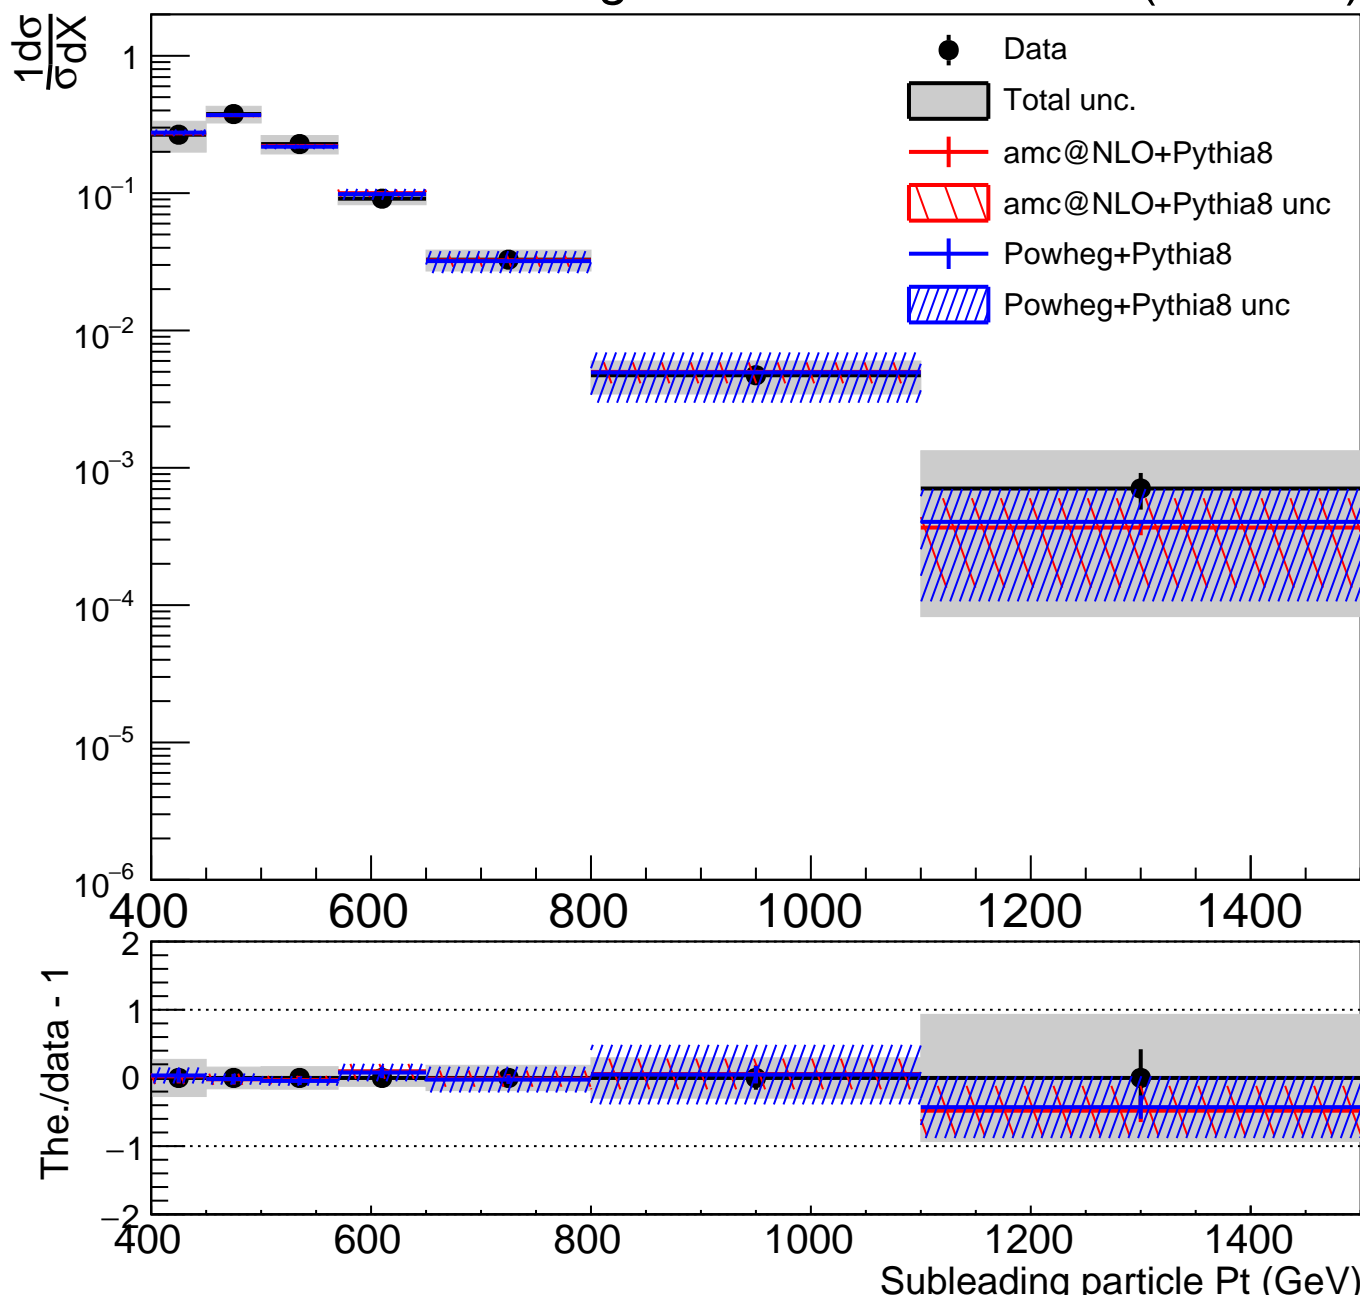 1dσ
σdX
1
10⁻¹
10⁻²
10⁻³
10⁻⁴
10⁻⁵
10⁻⁶
Data
Total unc.
amc@NLO+Pythia8
amc@NLO+Pythia8 unc
Powheg+Pythia8
Powheg+Pythia8 unc
400 600 800 1000 1200 1400
The./data - 1
2
1
0
−1
−2
400 600 800 1000 1200 1400
Subleading particle Pt (GeV)